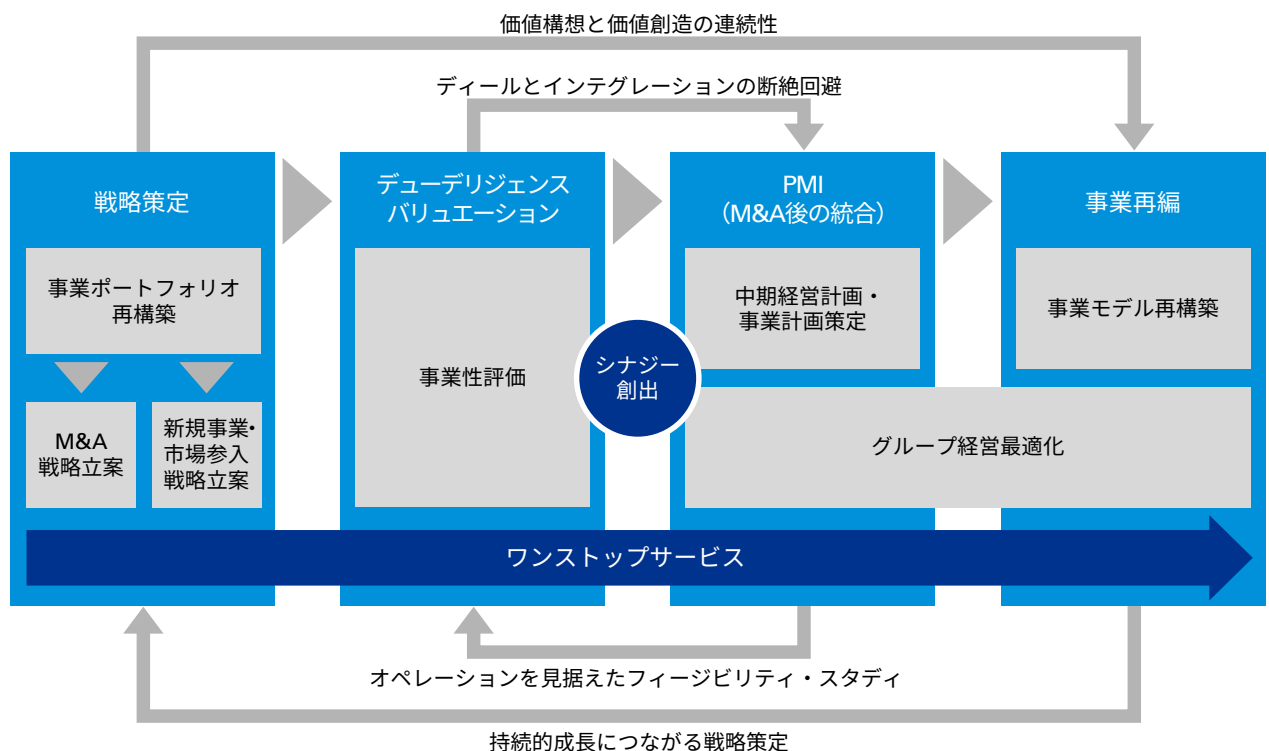 価値構想と価値創造の連続性
ディールとインテグレーションの断絶回避
戦略策定
事業ポートフォリオ
再構築
M&A
戦略立案
新規事業・
市場参入
戦略立案
デューデリジェンス
バリュエーション
事業性評価
シナジー
創出
PMI
（M&A後の統合）
中期経営計画・
事業計画策定
事業再編
事業モデル再構築
グループ経営最適化
ワンストップサービス
オペレーションを見据えたフィージビリティ・スタディ
持続的成長につながる戦略策定